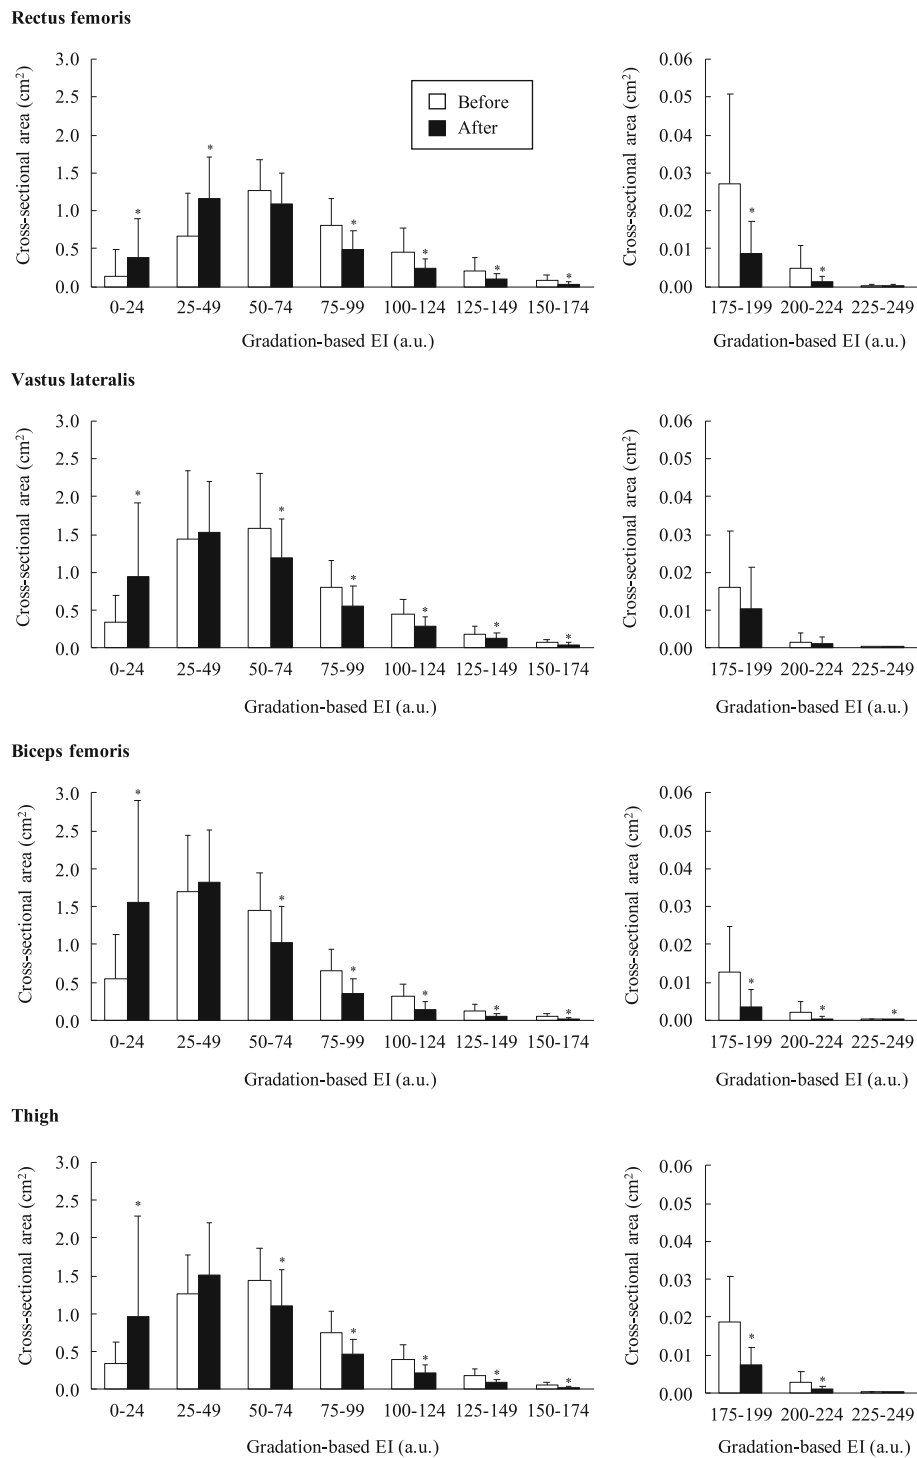 Rectus femoris
Cross-sectional area (cm²)
3.0
2.5
2.0
1.5
1.0
0.5
0.0
Before
After
* * * * * *
0-24 25-49 50-74 75-99 100-124 125-149 150-174
Gradation-based EI (a.u.)
Cross-sectional area (cm²)
0.06
0.05
0.04
0.03
0.02
0.01
0.00
* *
175-199 200-224 225-249
Gradation-based EI (a.u.)
Vastus lateralis
Cross-sectional area (cm²)
3.0
2.5
2.0
1.5
1.0
0.5
0.0
* * * * * *
0-24 25-49 50-74 75-99 100-124 125-149 150-174
Gradation-based EI (a.u.)
Cross-sectional area (cm²)
0.06
0.05
0.04
0.03
0.02
0.01
0.00
175-199 200-224 225-249
Gradation-based EI (a.u.)
Biceps femoris
Cross-sectional area (cm²)
3.0
2.5
2.0
1.5
1.0
0.5
0.0
* * * * * *
0-24 25-49 50-74 75-99 100-124 125-149 150-174
Gradation-based EI (a.u.)
Cross-sectional area (cm²)
0.06
0.05
0.04
0.03
0.02
0.01
0.00
* * *
175-199 200-224 225-249
Gradation-based EI (a.u.)
Thigh
Cross-sectional area (cm²)
3.0
2.5
2.0
1.5
1.0
0.5
0.0
* * * * * *
0-24 25-49 50-74 75-99 100-124 125-149 150-174
Gradation-based EI (a.u.)
Cross-sectional area (cm²)
0.06
0.05
0.04
0.03
0.02
0.01
0.00
* *
175-199 200-224 225-249
Gradation-based EI (a.u.)